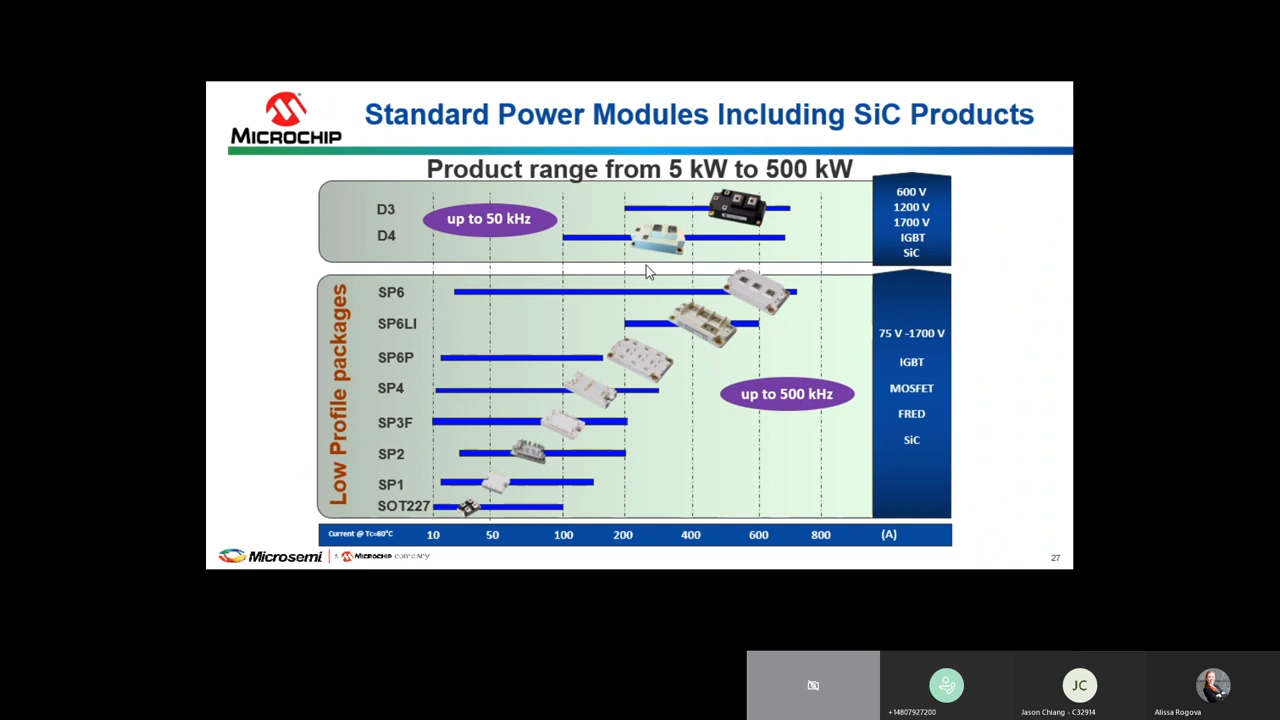 MICROCHIP
Standard Power Modules Including SiC Products
Product range from 5 kW to 500 kW
D3
D4
up to 50 kHz
600 V
1200 V
1700 V
IGBT
SiC
Low Profile packages
SP6
SP6LI
SP6P
SP4
SP3F
SP2
SP1
SOT227
up to 500 kHz
75 V -1700 V
IGBT
MOSFET
FRED
SiC
Current @ Tc=80°C 10 50 100 200 400 600 800 (A)
Microsemi a MICROCHIP company
27
JC
+14807927200
Jason Chiang - C32914
Alissa Rogova